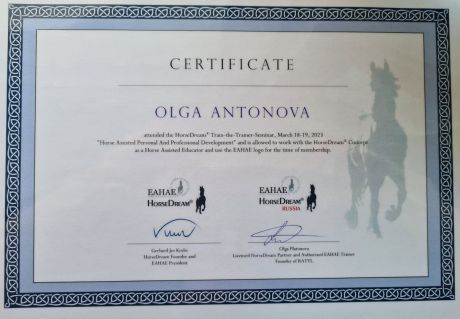 CERTIFICATE
OLGA ANTONOVA
attended the HorseDream® Train-the-Trainer-Seminar, March 18-19, 2023
"Horse Assisted Personal And Professional Development" and is allowed to work with the HorseDream® Concept
as a Horse Assisted Educator and use the EAHAE logo for the time of membership.
EAHAE
HORSEDREAM®
EAHAE
HORSEDREAM®
RUSSIA
Gerhard Jes Krebs
HorseDream Founder and
EAHAE President
Olga Platonova
Licensed HorseDream Partner and Authorized EAHAE Trainer
Founder of RATTL